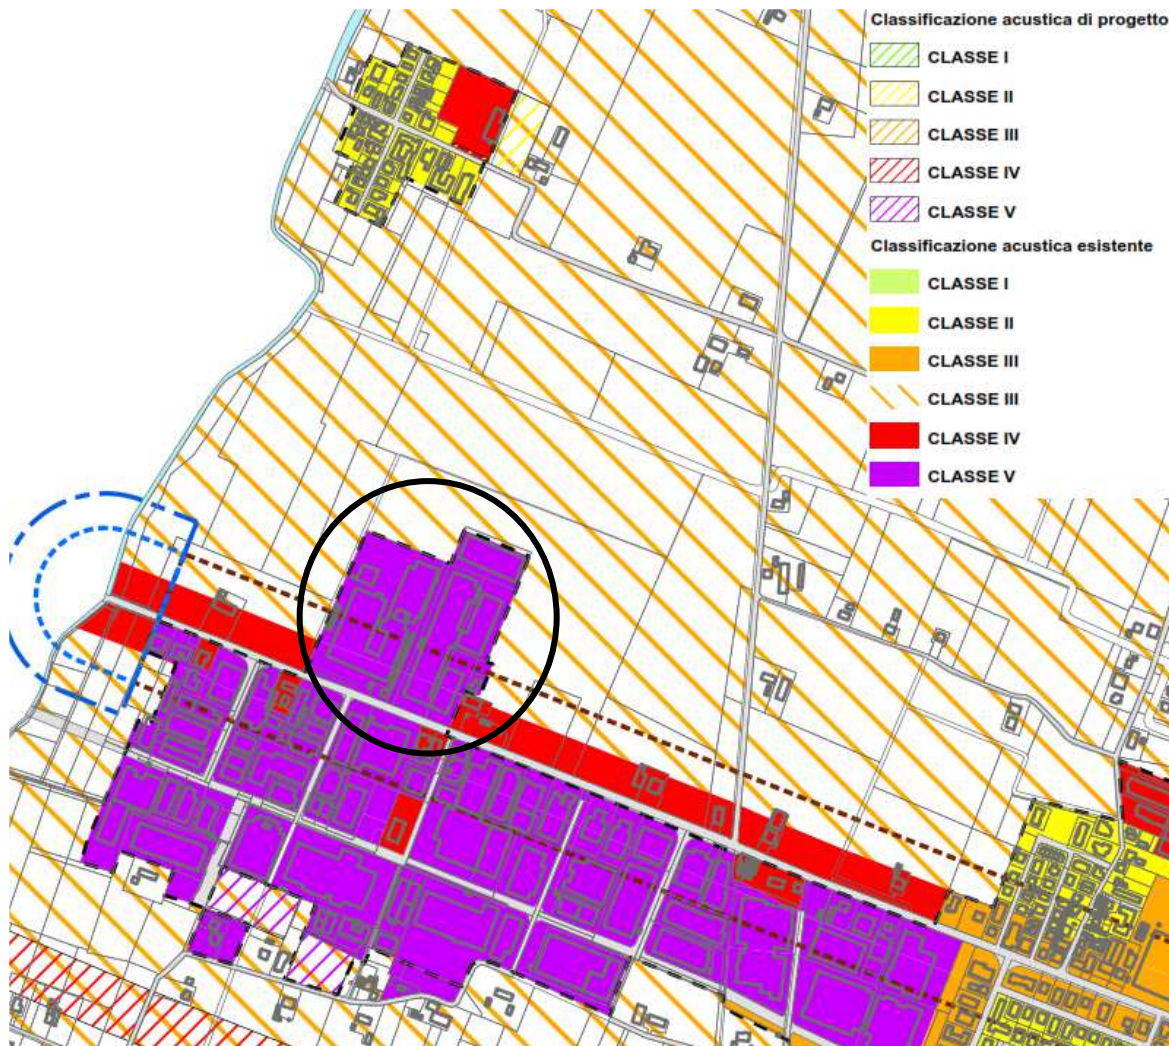 Classificazione acustica di progetto
CLASSE I
CLASSE II
CLASSE III
CLASSE IV
CLASSE V
Classificazione acustica esistente
CLASSE I
CLASSE II
CLASSE III
CLASSE III
CLASSE IV
CLASSE V